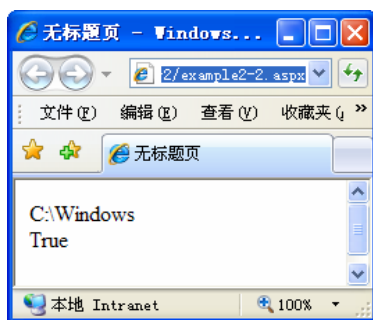 无标题页 - Windows...
2/example2-2.aspx
文件(F) 编辑(E) 查看(V) 收藏夹( »
无标题页
C:\Windows
True
本地 Intranet 100%